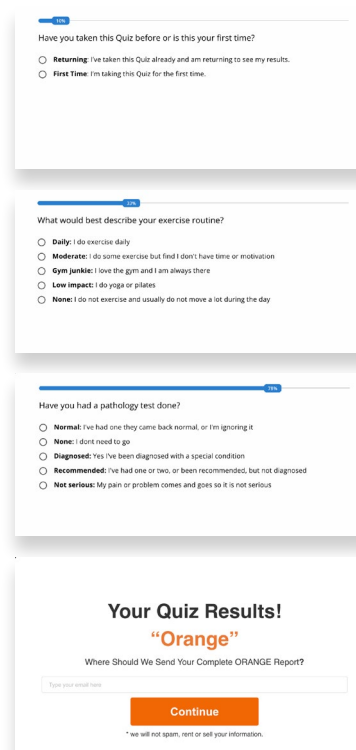 10%
Have you taken this Quiz before or is this your first time?
Returning: I've taken this Quiz already and am returning to see my results.
First Time: I'm taking this Quiz for the first time.
33%
What would best describe your exercise routine?
Daily: I do exercise daily
Moderate: I do some exercise but find I don't have time or motivation
Gym junkie: I love the gym and I am always there
Low impact: I do yoga or pilates
None: I do not exercise and usually do not move a lot during the day
Have you had a pathology test done?
Normal: I've had one they came back normal, or I'm ignoring it
None: I dont need to go
Diagnosed: Yes I've been diagnosed with a special condition
Recommended: I've had one or two, or been recommended, but not diagnosed
Not serious: My pain or problem comes and goes so it is not serious
Your Quiz Results!
“Orange”
Where Should We Send Your Complete ORANGE Report?
Type your email here
Continue
* we will not spam, rent or sell your information.